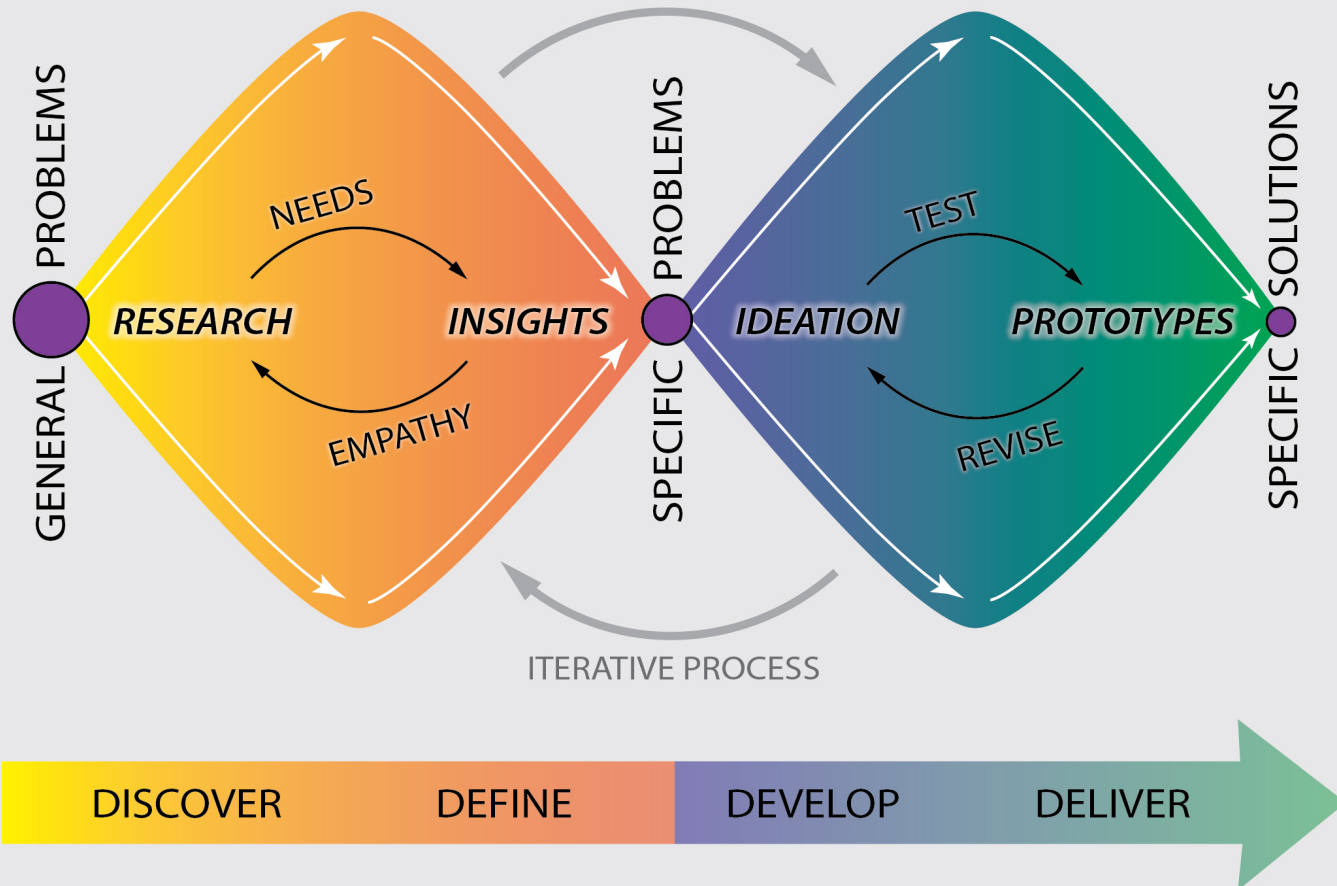 GENERAL PROBLEMS
NEEDS
RESEARCH
INSIGHTS
EMPATHY
SPECIFIC PROBLEMS
TEST
IDEATION
PROTOTYPES
REVISE
SPECIFIC SOLUTIONS
ITERATIVE PROCESS
DISCOVER
DEFINE
DEVELOP
DELIVER